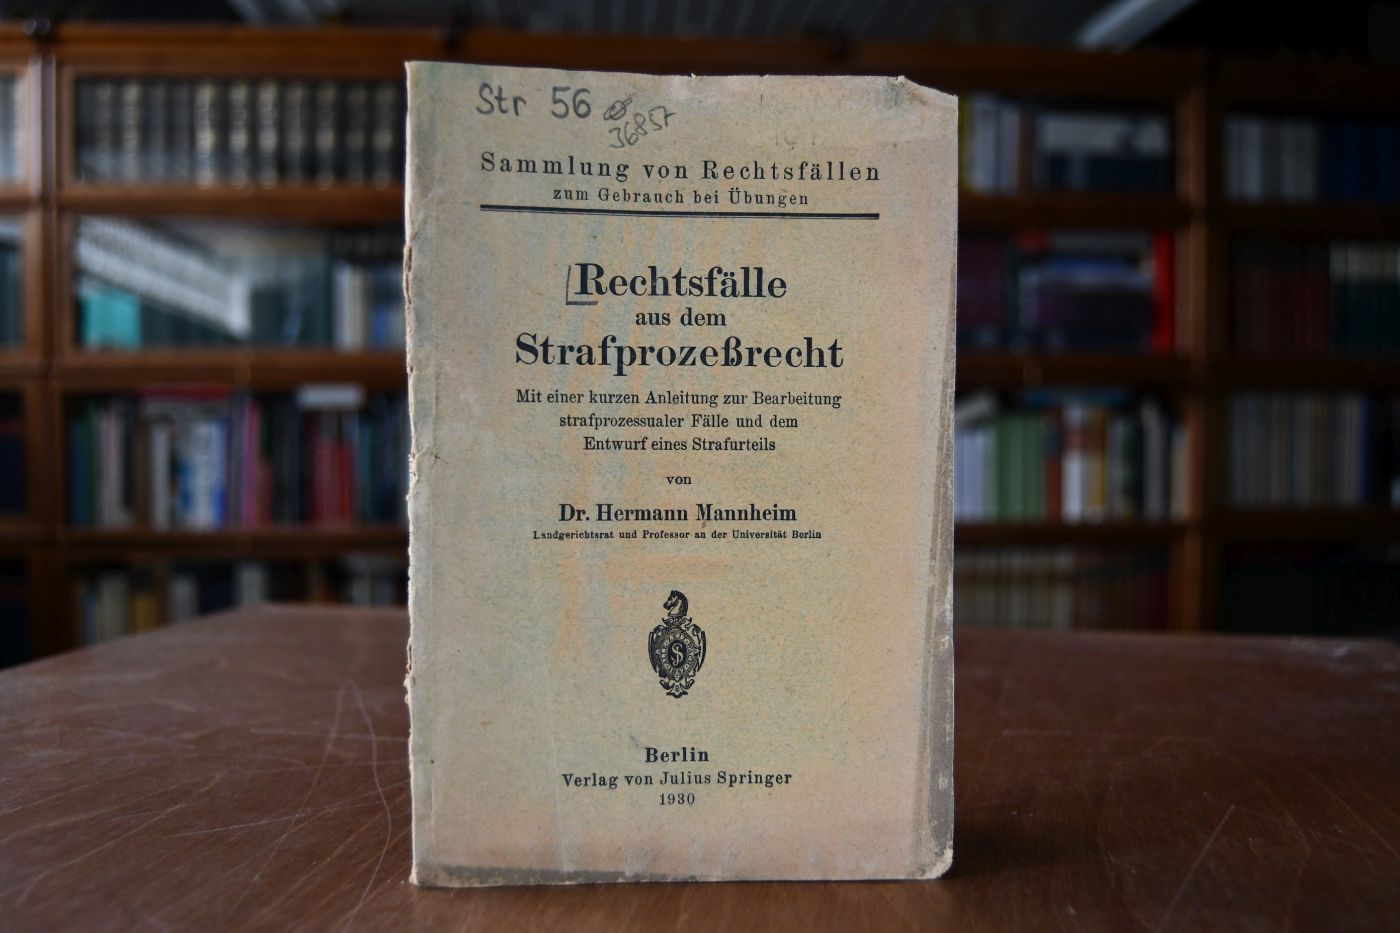 Str 56
36857
Sammlung von Rechtsfällen
zum Gebrauch bei Übungen
Rechtsfälle
aus dem
Strafprozeßrecht
Mit einer kurzen Anleitung zur Bearbeitung
strafprozessualer Fälle und dem
Entwurf eines Strafurteils
von
Dr. Hermann Mannheim
Landgerichtsrat und Professor an der Universität Berlin
Berlin
Verlag von Julius Springer
1930